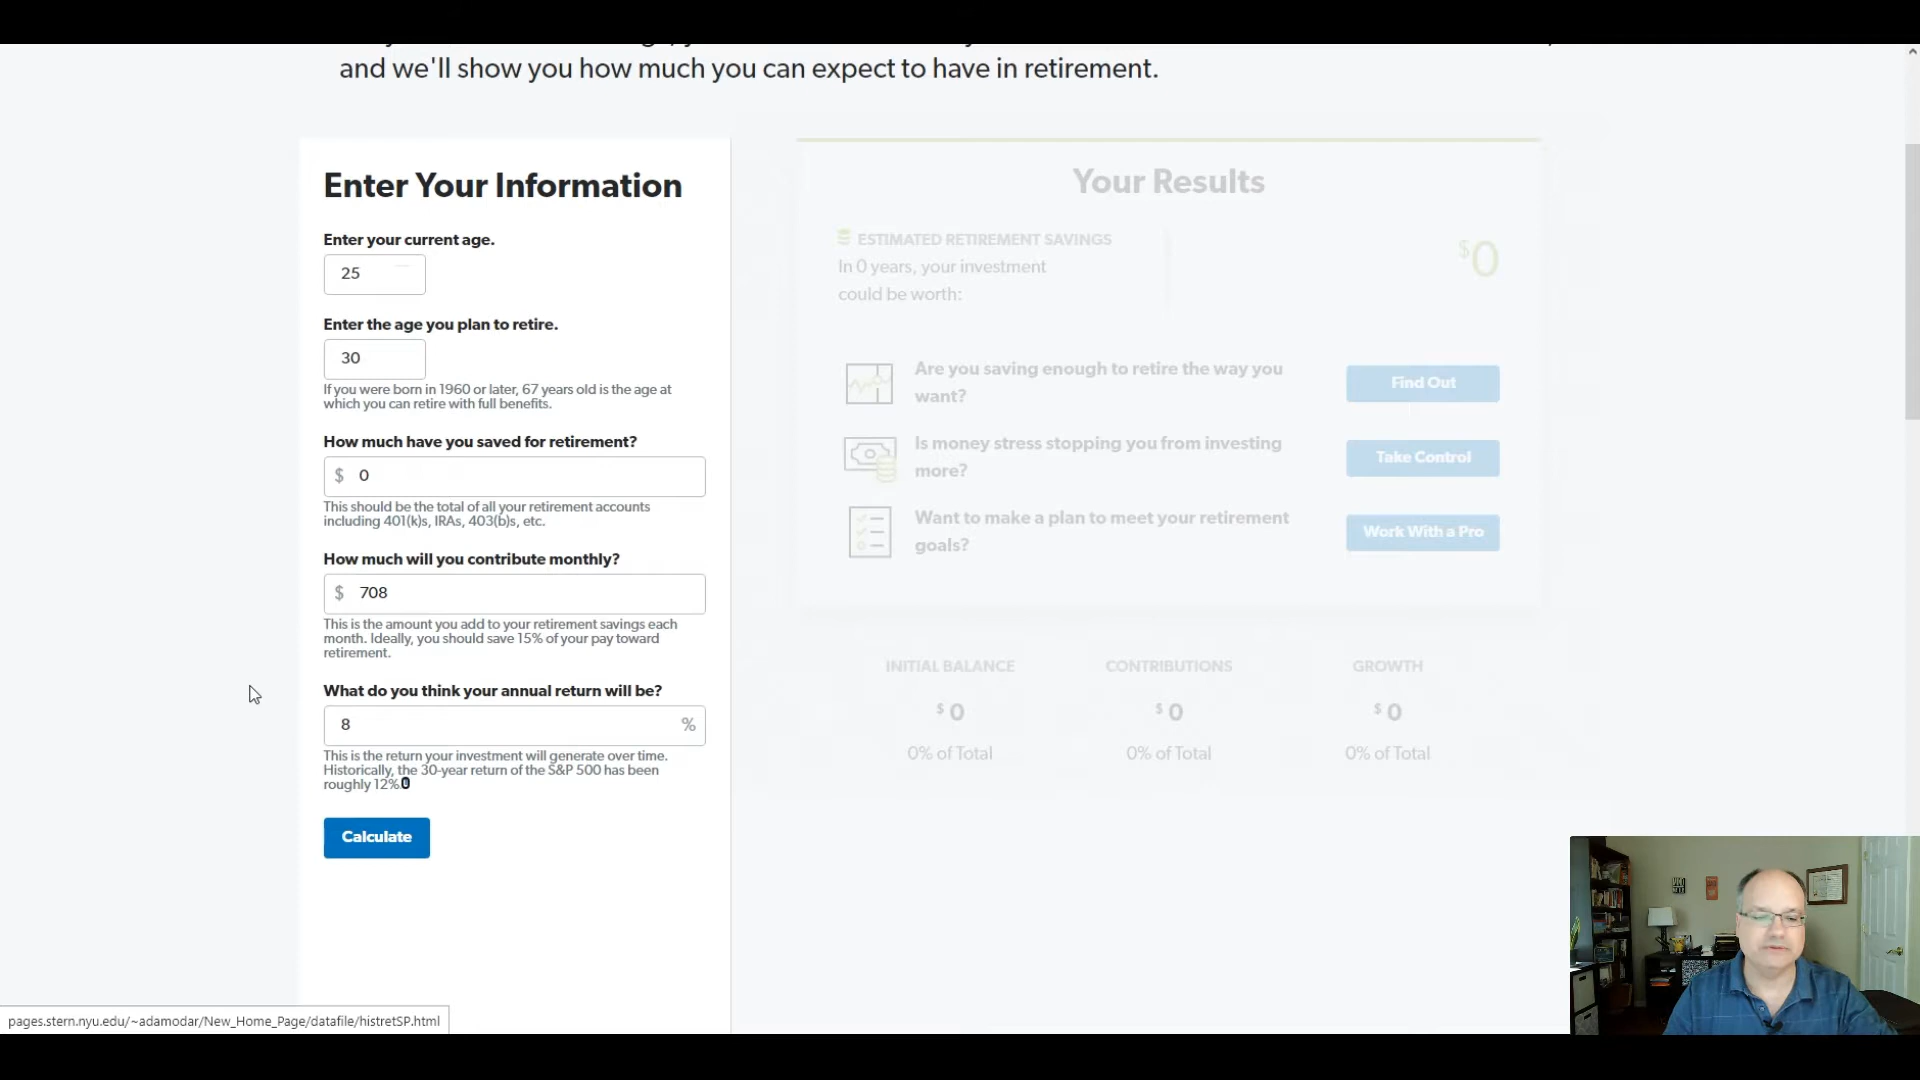 and we'll show you how much you can expect to have in retirement.
Enter Your Information
Enter your current age.
25
Enter the age you plan to retire.
30
If you were born in 1960 or later, 67 years old is the age at
which you can retire with full benefits.
How much have you saved for retirement?
$ 0
This should be the total of all your retirement accounts
including 401(k)s, IRAs, 403(b)s, etc.
How much will you contribute monthly?
$ 708
This is the amount you add to your retirement savings each
month. Ideally, you should save 15% of your pay toward
retirement.
What do you think your annual return will be?
8 %
This is the return your investment will generate over time.
Historically, the 30-year return of the S&P 500 has been
roughly 12%.
Calculate
Your Results
ESTIMATED RETIREMENT SAVINGS
In 0 years, your investment
could be worth:
$0
Are you saving enough to retire the way you
want?
Find Out
Is money stress stopping you from investing
more?
Take Control
Want to make a plan to meet your retirement
goals?
Work With a Pro
INITIAL BALANCE
$ 0
0% of Total
CONTRIBUTIONS
$ 0
0% of Total
GROWTH
$ 0
0% of Total
pages.stern.nyu.edu/~adamodar/New_Home_Page/datafile/histretSP.html